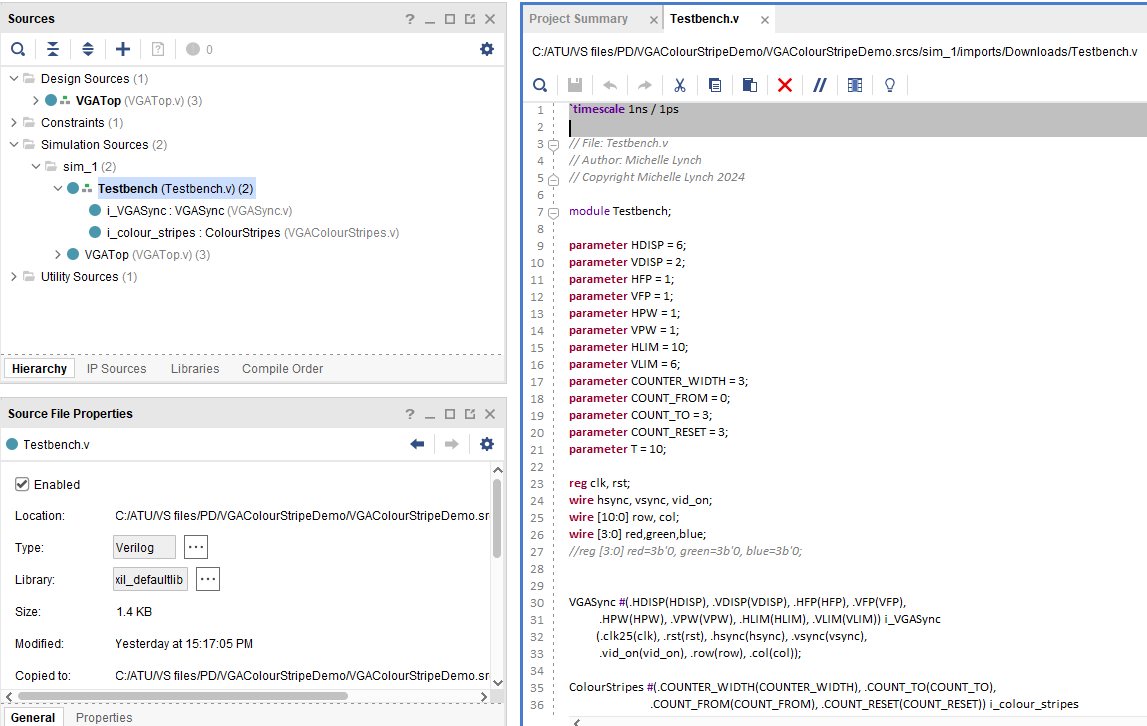 Sources
?
0
Design Sources (1)
VGATop (VGATop.v) (3)
Constraints (1)
Simulation Sources (2)
sim_1 (2)
Testbench (Testbench.v) (2)
i_VGASync : VGASync (VGASync.v)
i_colour_stripes : ColourStripes (VGAColourStripes.v)
VGATop (VGATop.v) (3)
Utility Sources (1)
Hierarchy IP Sources Libraries Compile Order
Source File Properties
?
Testbench.v
Enabled
Location: C:/ATU/VS files/PD/VGAColourStripeDemo/VGAColourStripeDemo.sr
Type: Verilog ...
Library: xil_defaultlib ...
Size: 1.4 KB
Modified: Yesterday at 15:17:05 PM
Copied to: C:/ATU/VS files/PD/VGAColourStripeDemo/VGAColourStripeDemo.sr
General Properties
Project Summary Testbench.v
C:/ATU/VS files/PD/VGAColourStripeDemo/VGAColourStripeDemo.srcs/sim_1/imports/Downloads/Testbench.v
//
1 `timescale 1ns / 1ps
2
3 // File: Testbench.v
4 // Author: Michelle Lynch
5 // Copyright Michelle Lynch 2024
6
7 module Testbench;
8
9 parameter HDISP = 6;
10 parameter VDISP = 2;
11 parameter HFP = 1;
12 parameter VFP = 1;
13 parameter HPW = 1;
14 parameter VPW = 1;
15 parameter HLIM = 10;
16 parameter VLIM = 6;
17 parameter COUNTER_WIDTH = 3;
18 parameter COUNT_FROM = 0;
19 parameter COUNT_TO = 3;
20 parameter COUNT_RESET = 3;
21 parameter T = 10;
22
23 reg clk, rst;
24 wire hsync, vsync, vid_on;
25 wire [10:0] row, col;
26 wire [3:0] red,green,blue;
27 //reg [3:0] red=3b'0, green=3b'0, blue=3b'0;
28
29
30 VGASync #(.HDISP(HDISP), .VDISP(VDISP), .HFP(HFP), .VFP(VFP),
31 .HPW(HPW), .VPW(VPW), .HLIM(HLIM), .VLIM(VLIM)) i_VGASync
32 (.clk25(clk), .rst(rst), .hsync(hsync), .vsync(vsync),
33 .vid_on(vid_on), .row(row), .col(col));
34
35 ColourStripes #(.COUNTER_WIDTH(COUNTER_WIDTH), .COUNT_TO(COUNT_TO),
36 .COUNT_FROM(COUNT_FROM), .COUNT_RESET(COUNT_RESET)) i_colour_stripes